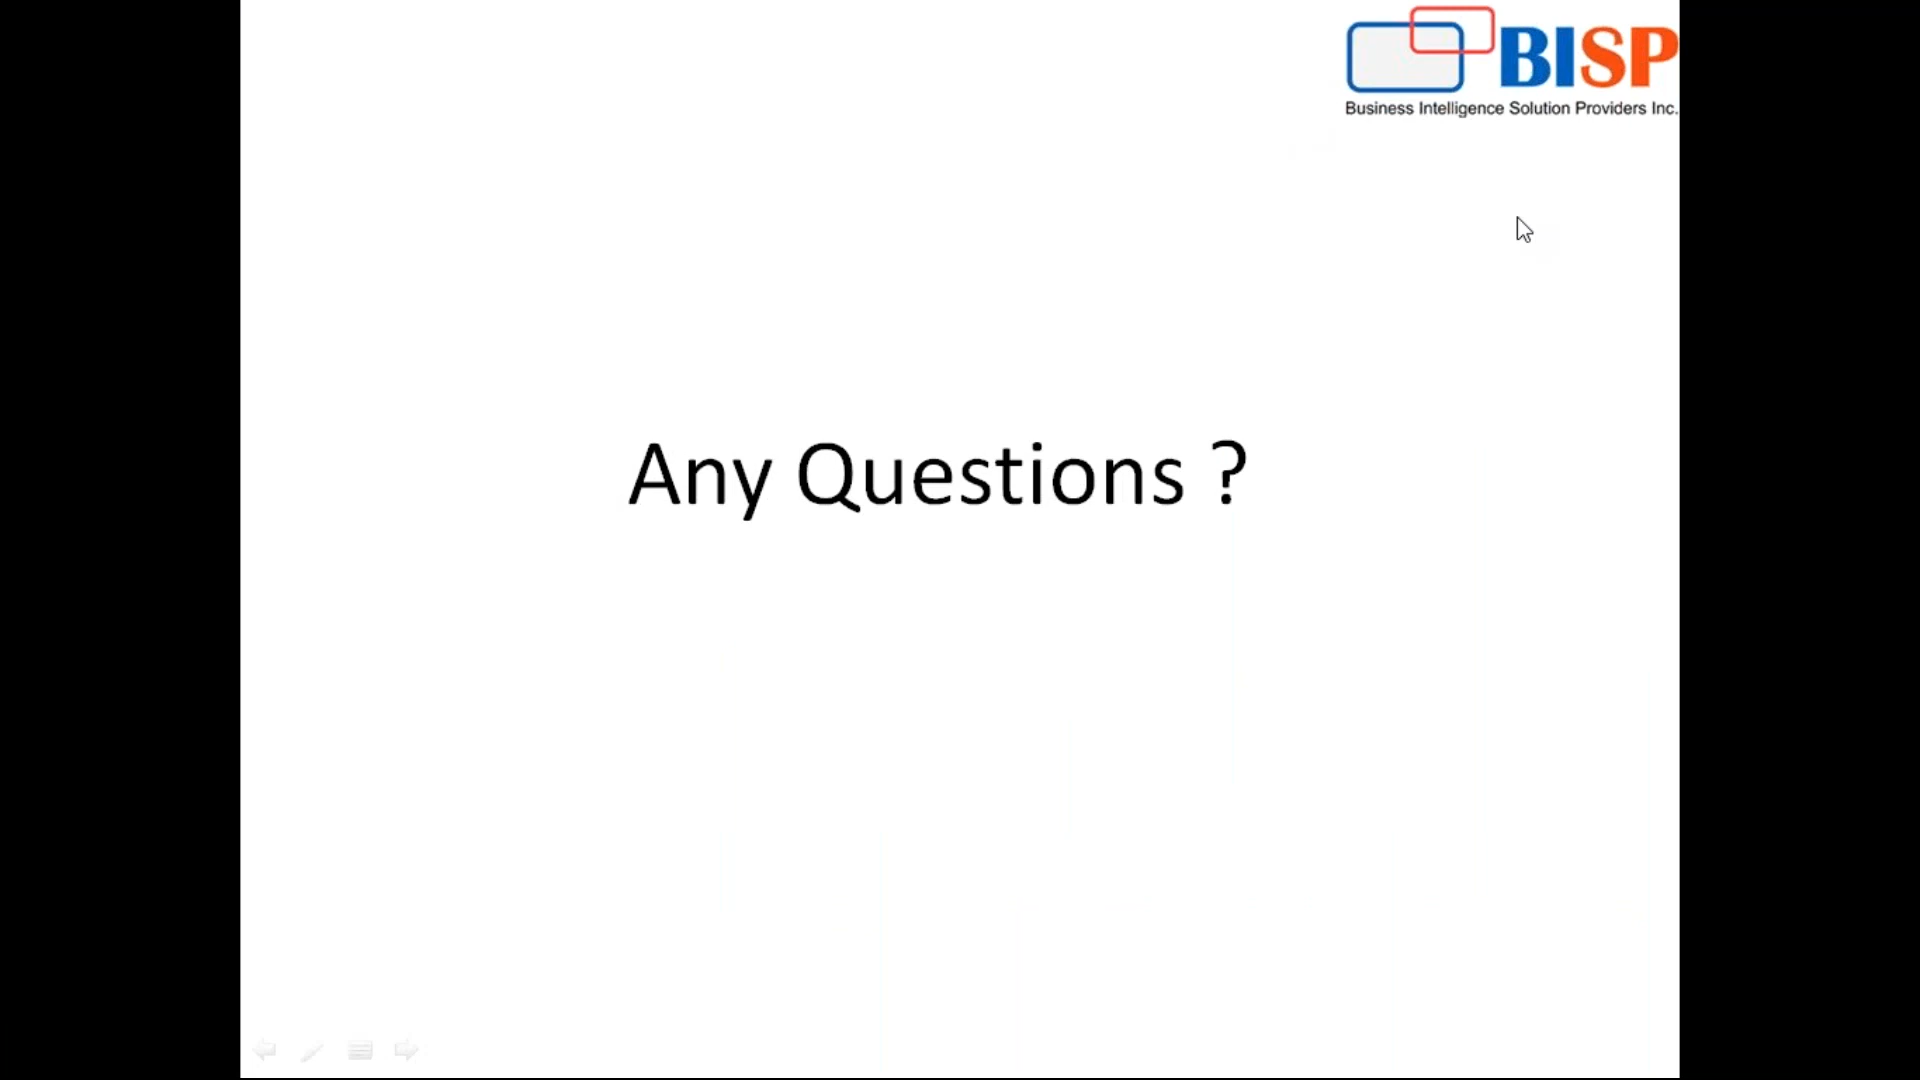 BISP
Business Intelligence Solution Providers Inc.
Any Questions ?